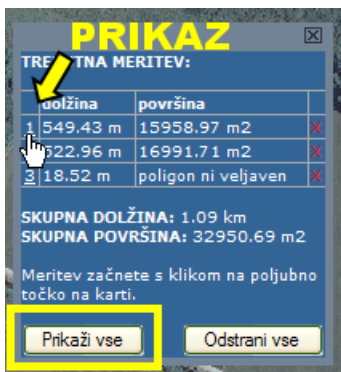 PRIKAZ
MERITEV:
dolžina površina
1 549.43 m 15958.97 m2 X
522.96 m 16991.71 m2 X
3 18.52 m poligon ni veljaven X
SKUPNA DOLŽINA: 1.09 km
SKUPNA POVRŠINA: 32950.69 m2
Meritev začnete s klikom na poljubno
točko na karti.
Prikaži vse Odstrani vse